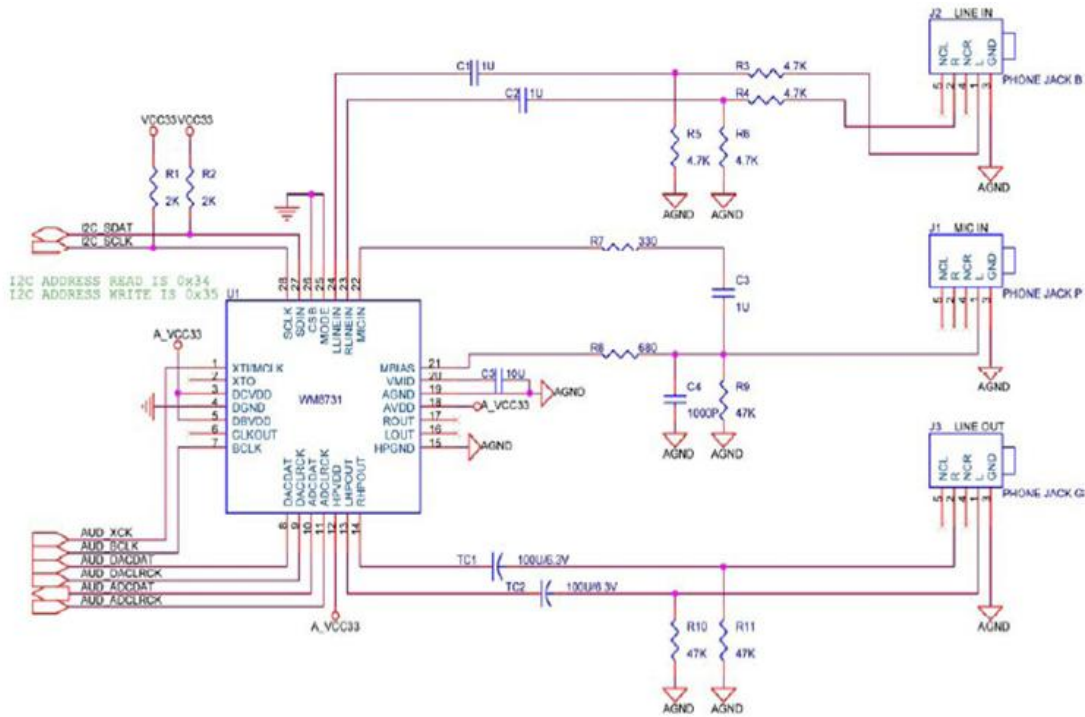 J2 LINE IN
NCL
R
NCR
L
GND
5
2
4
1
3
PHONE JACK B
AGND
C1 1U
C2 1U
R3 4.7K
R4 4.7K
R5
4.7K
R6
4.7K
AGND
AGND
VCC33 VCC33
R1
2K
R2
2K
I2C_SDAT
I2C_SCLK
I2C ADDRESS READ IS 0x34
I2C ADDRESS WRITE IS 0x35
U1
28
27
26
25
24
23
22
SCLK
SDIN
CSB
MODE
LLINEIN
RLINEIN
MICIN
R7 330
C3
1U
J1 MIC IN
NCL
R
NCR
L
GND
5
2
4
1
3
PHONE JACK P
AGND
A_VCC33
1 XTI/MCLK
2 XTO
3 DCVDD
4 DGND
5 DBVDD
6 CLKOUT
7 BCLK
WM8731
MBIAS 21
VMID 20
AGND 19
AVDD 18
ROUT 17
LOUT 16
HPGND 15
R8 680
10U
AGND
A_VCC33
AGND
C4
1000P
R9
47K
AGND
AGND
DACDAT
DACLRCK
ADCDAT
ADCLRCK
HPVDD
LHPOUT
RHPOUT
8
9
10
11
12
13
14
J3 LINE OUT
NCL
R
NCR
L
GND
5
2
4
1
3
PHONE JACK G
AGND
AUD_XCK
AUD_BCLK
AUD_DACDAT
AUD_DACLRCK
AUD_ADCDAT
AUD_ADCLRCK
A_VCC33
TC1 100U/6.3V
TC2 100U/6.3V
R10
47K
R11
47K
AGND
AGND